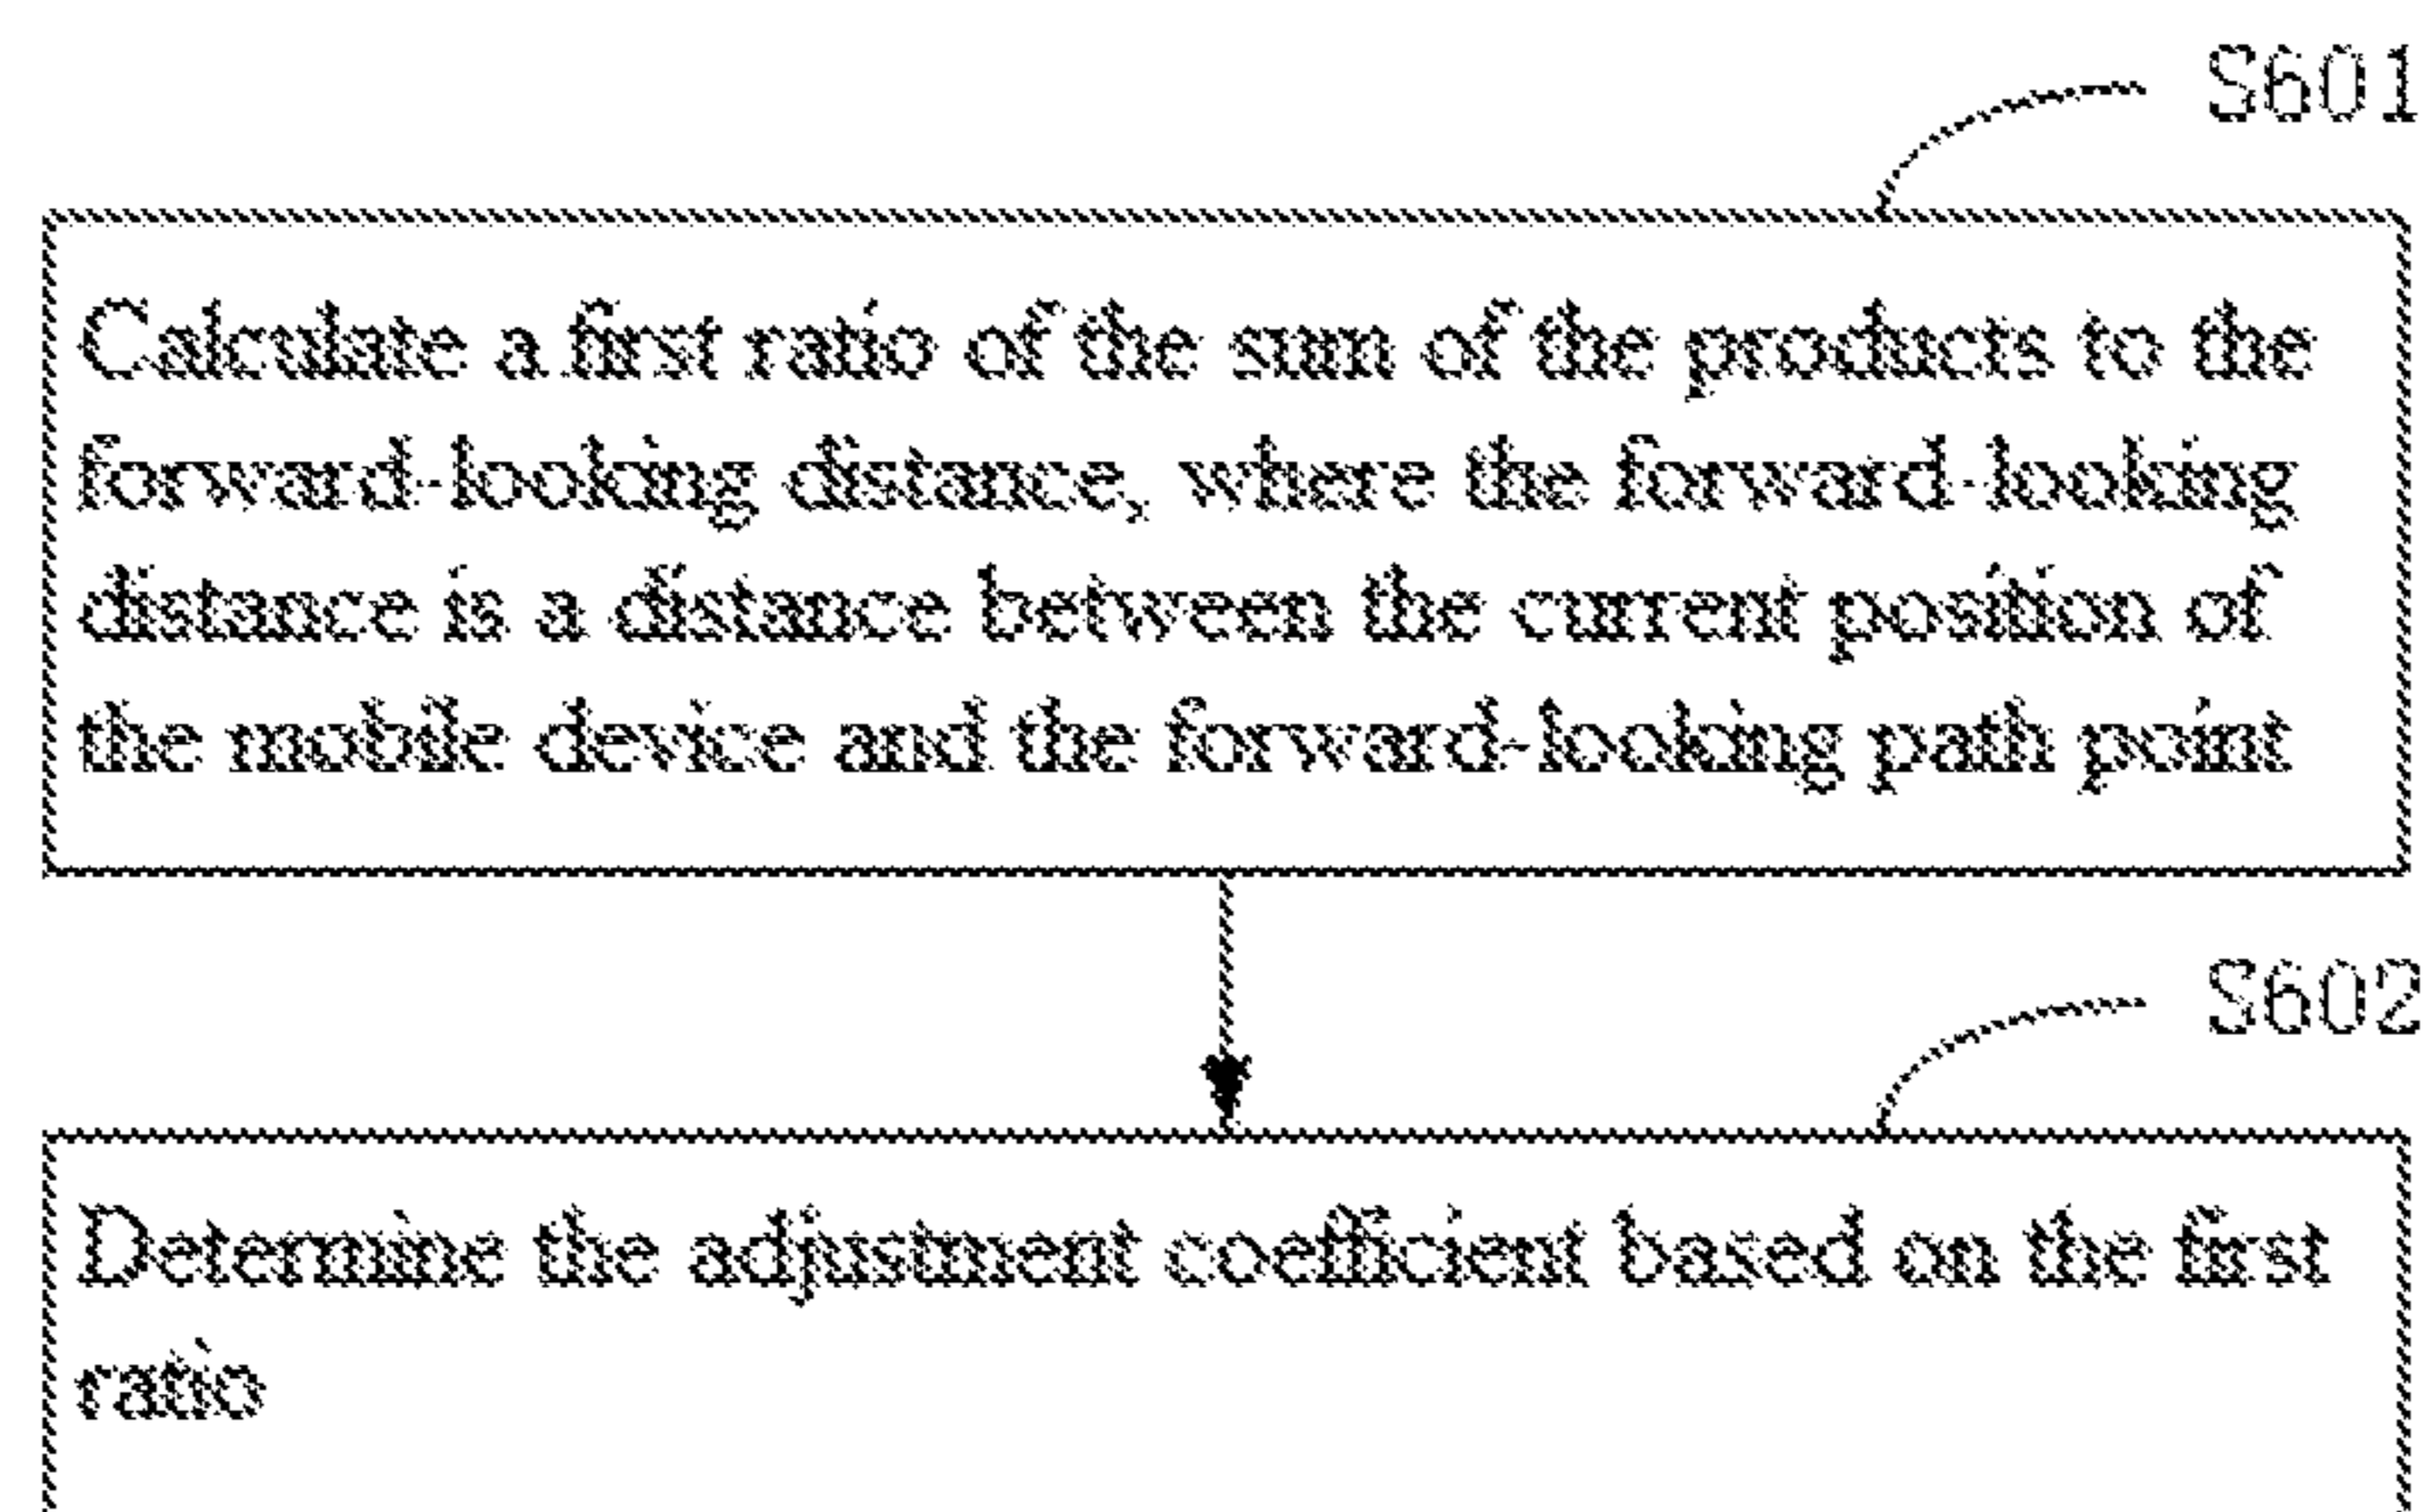 S601
Calculate a first ratio of the sum of the products to the
forward-looking distance, where the forward-looking
distance is a distance between the current position of
the mobile device and the forward-looking path point
S602
Determine the adjustment coefficient based on the first
ratio